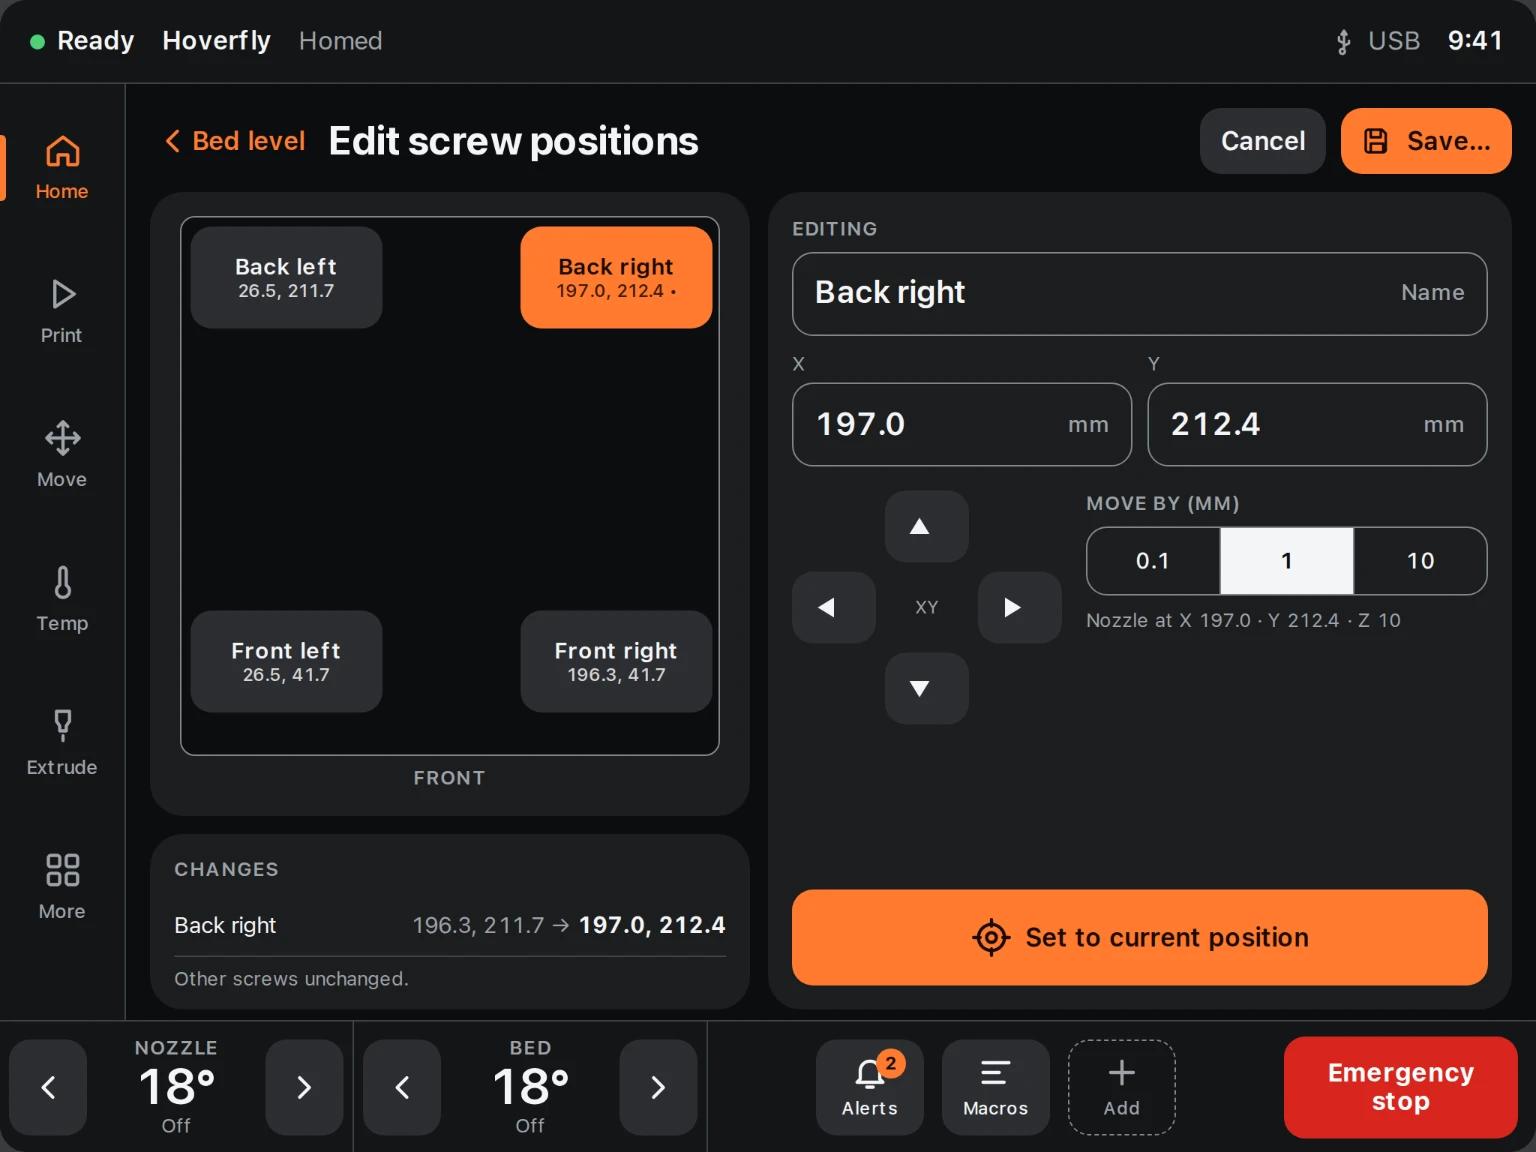 Ready Hoverfly Homed
USB 9:41
Home
Print
Move
Temp
Extrude
More
Bed level Edit screw positions
Cancel
Save...
Back left
26.5, 211.7
Back right
197.0, 212.4 •
Front left
26.5, 41.7
Front right
196.3, 41.7
FRONT
CHANGES
Back right 196.3, 211.7 → 197.0, 212.4
Other screws unchanged.
EDITING
Back right Name
X Y
197.0 mm 212.4 mm
XY
MOVE BY (MM)
0.1 1 10
Nozzle at X 197.0 · Y 212.4 · Z 10
Set to current position
NOZZLE
18°
Off
BED
18°
Off
2
Alerts
Macros
Add
Emergency
stop